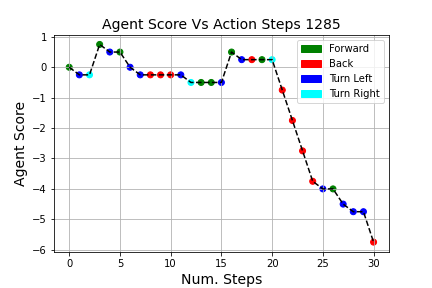 Agent Score Vs Action Steps 1285
Agent Score
1
0
−1
−2
−3
−4
−5
−6
Forward
Back
Turn Left
Turn Right
0
5
10
15
20
25
30
Num. Steps